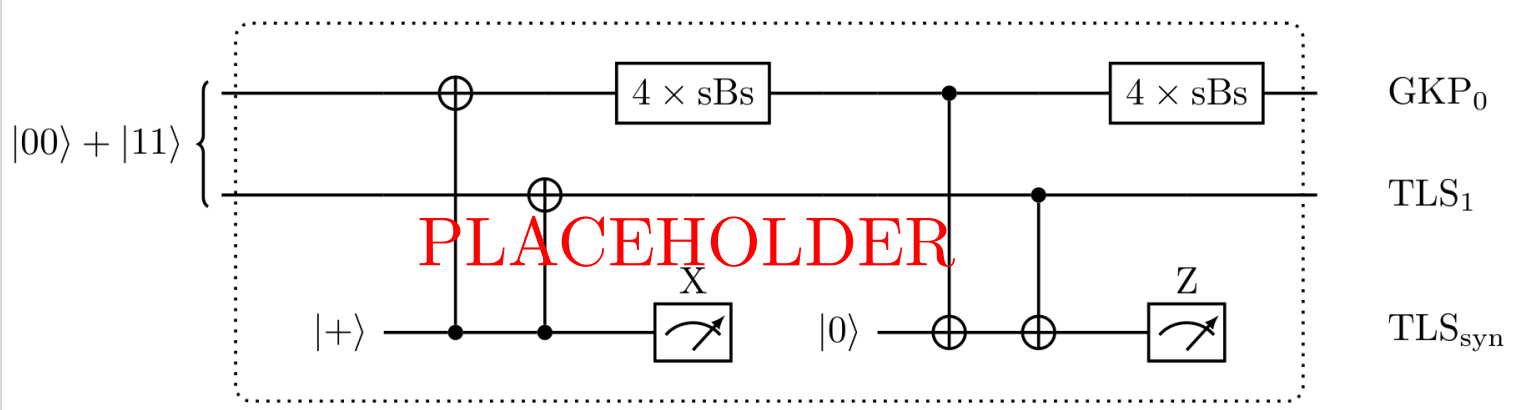 4 × sBs
4 × sBs
GKP₀
|00⟩ + |11⟩
TLS₁
PLACEHOLDER
X
Z
|+⟩
|0⟩
TLSsyn